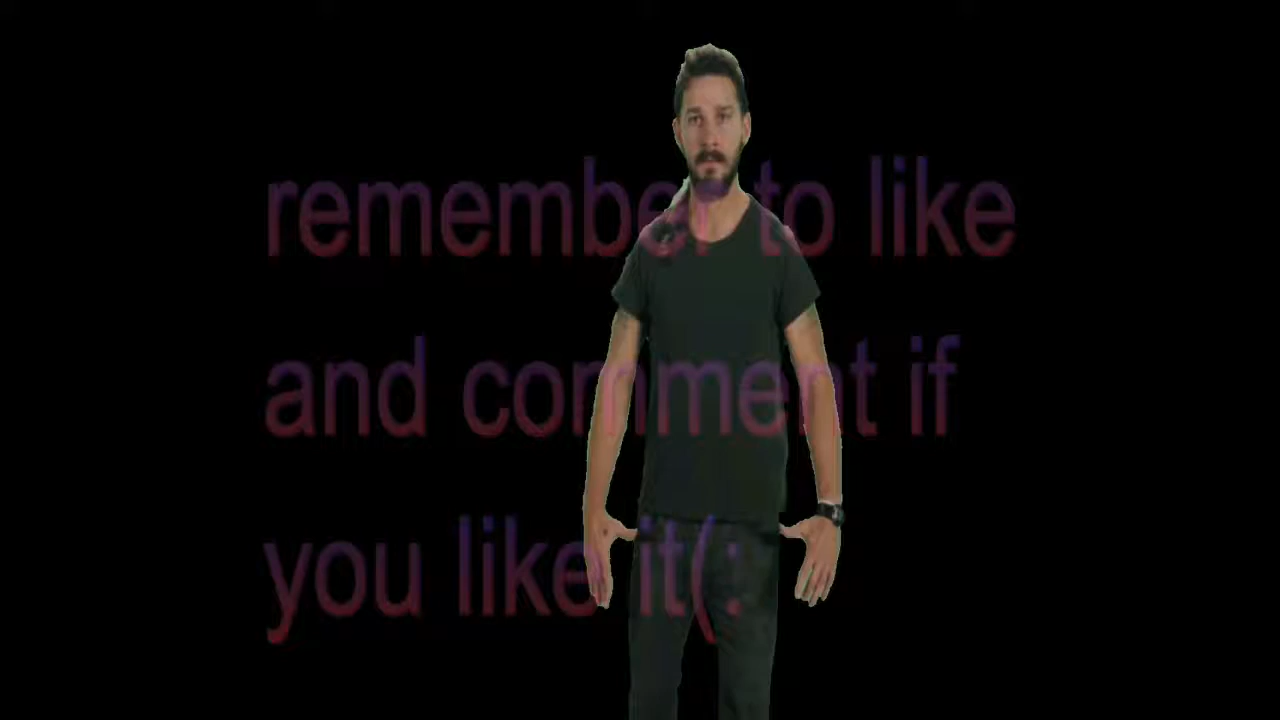 remember to like
and comment if
you like it(: